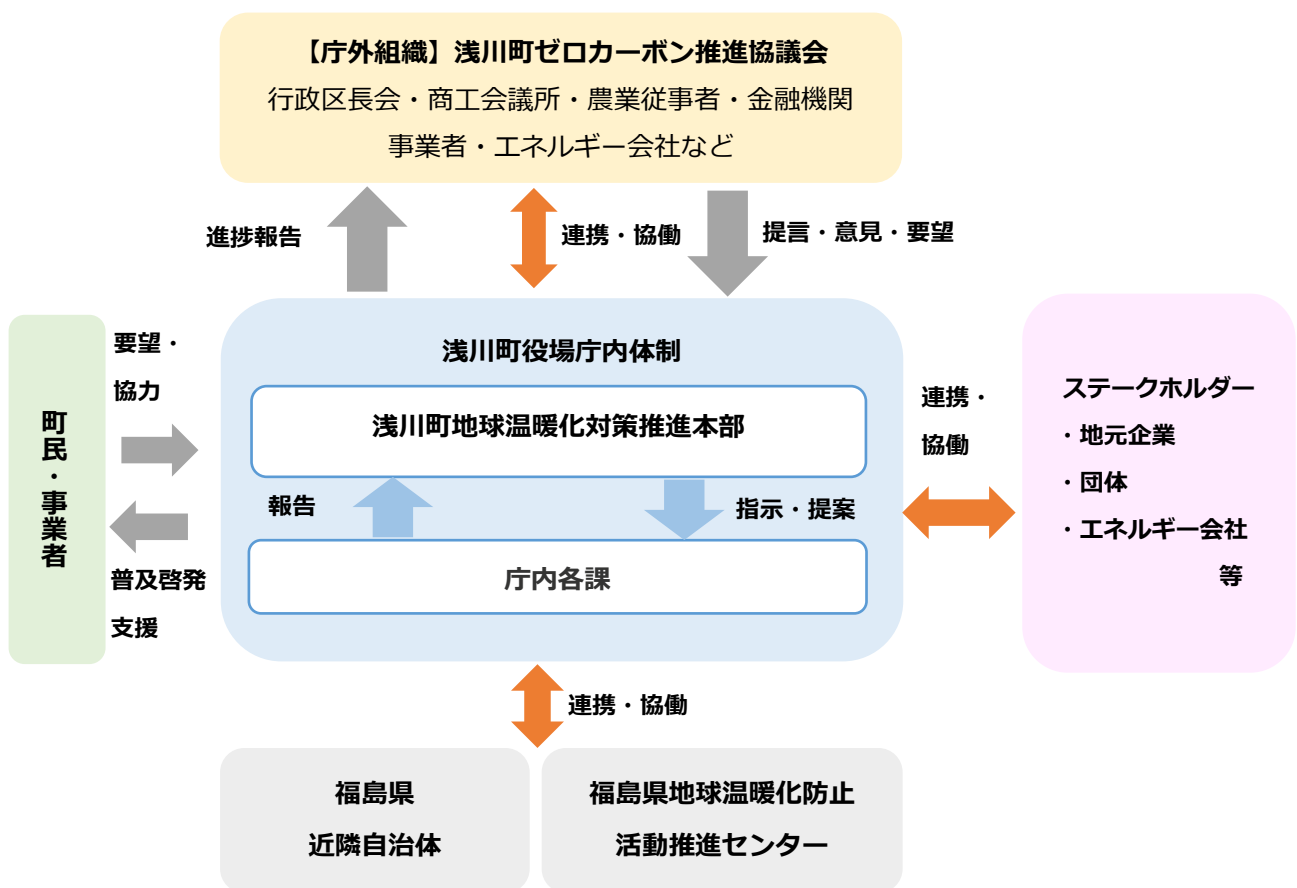 【庁外組織】浅川町ゼロカーボン推進協議会
行政区長会・商工会議所・農業従事者・金融機関
事業者・エネルギー会社など
進捗報告
連携・協働
提言・意見・要望
町民・事業者
要望・
協力
普及啓発
支援
浅川町役場庁内体制
浅川町地球温暖化対策推進本部
報告
指示・提案
庁内各課
連携・
協働
ステークホルダー
・地元企業
・団体
・エネルギー会社
等
連携・協働
福島県
近隣自治体
福島県地球温暖化防止
活動推進センター